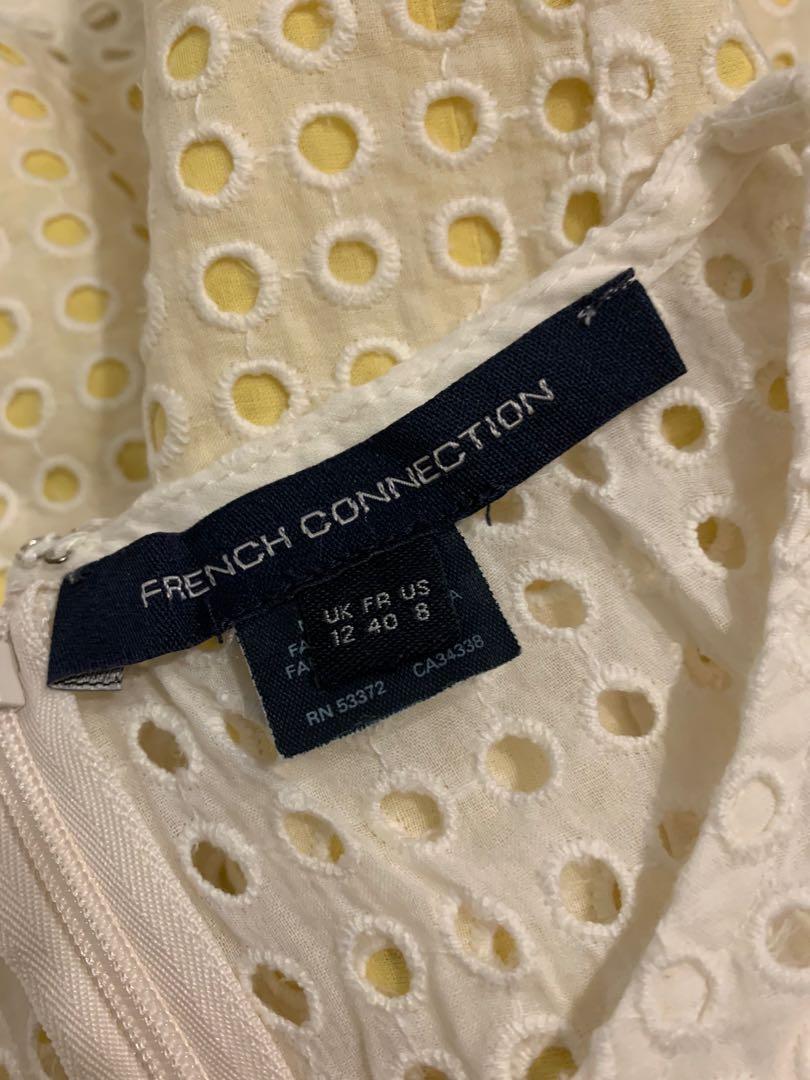 FRENCH CONNECTION
UK FR US
12 40 8
RN 53372 CA34338